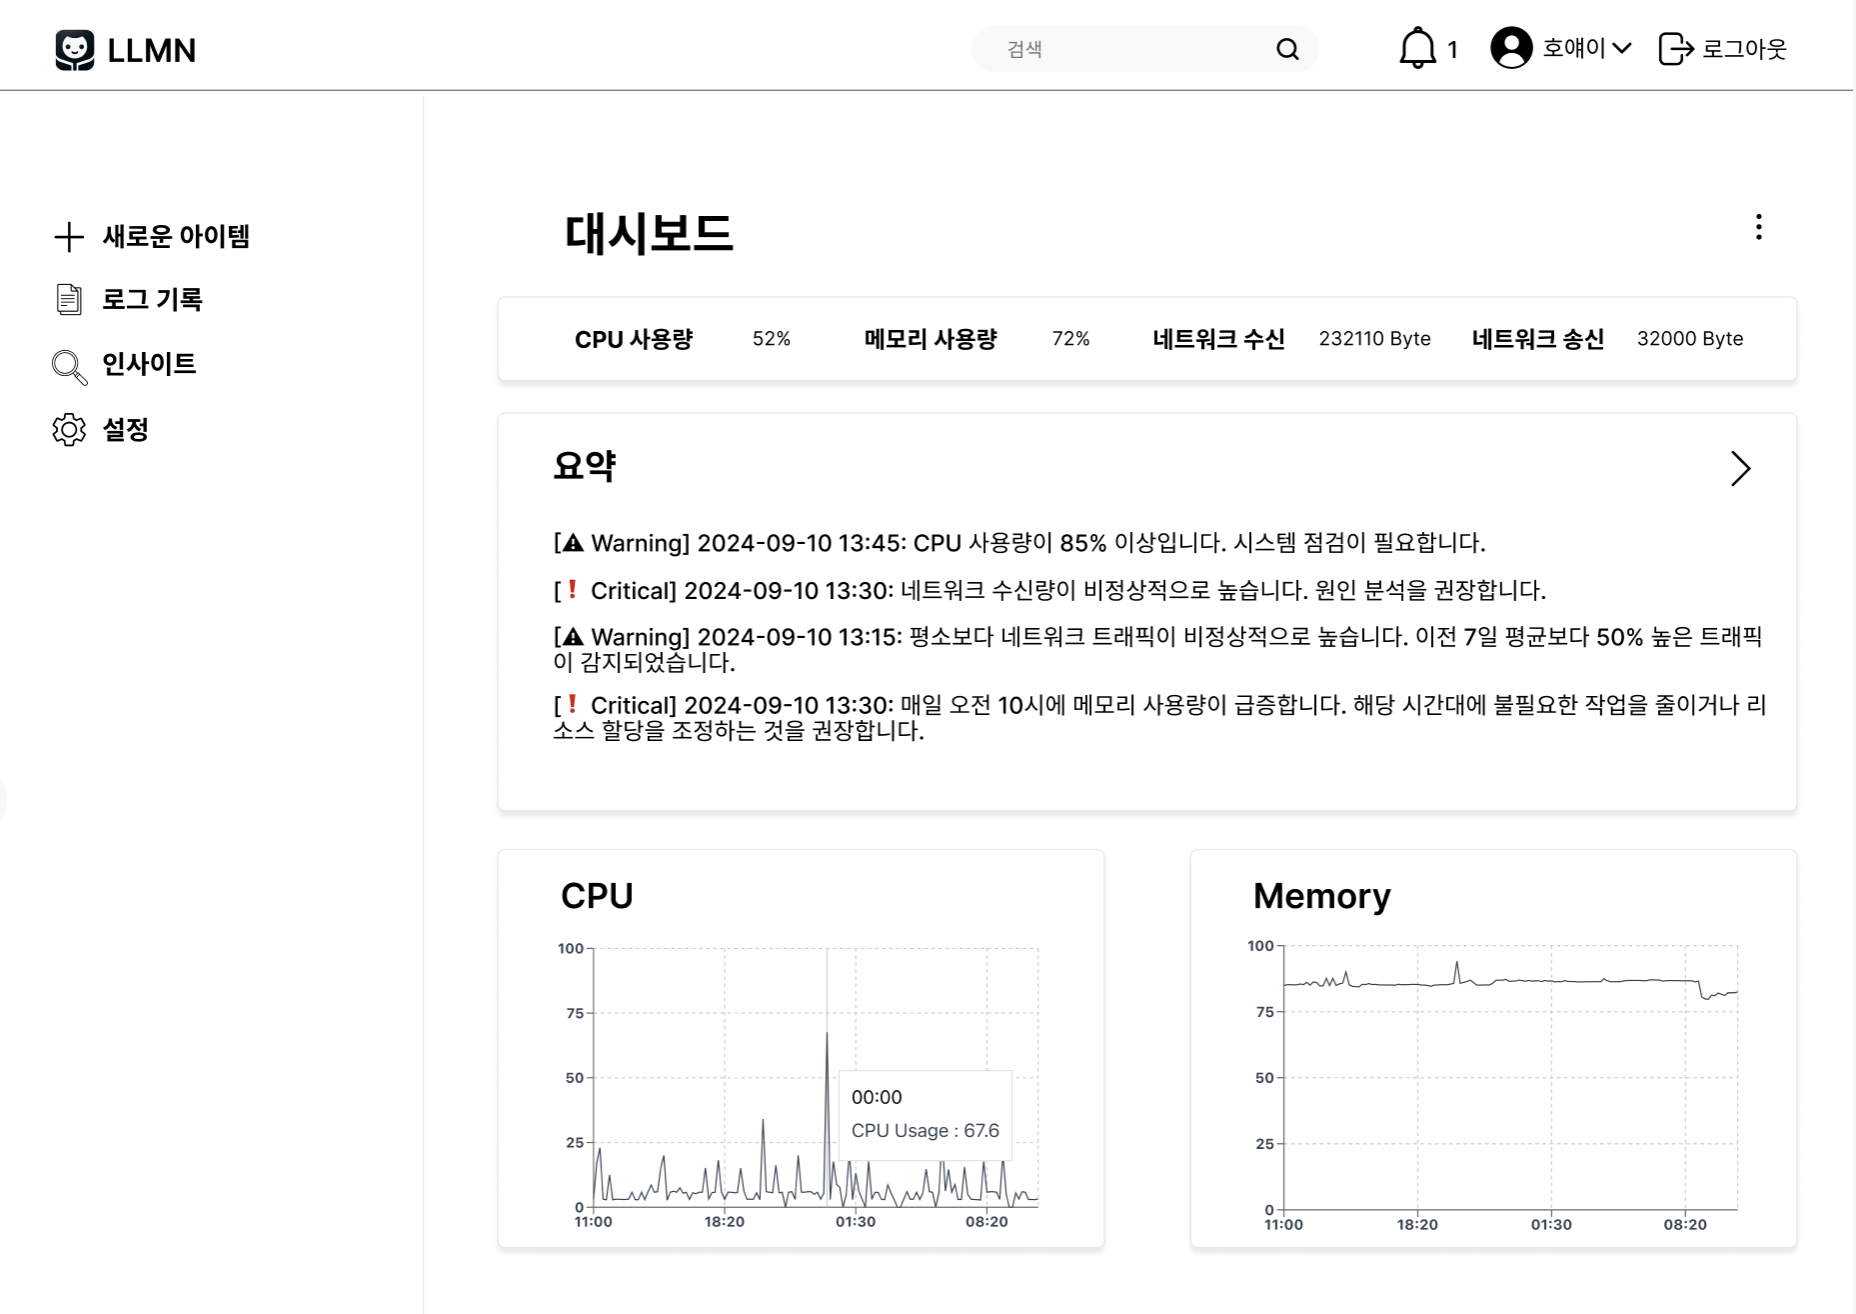 LLMN
검색
1
호얘이
로그아웃
새로운 아이템
로그 기록
인사이트
설정
대시보드
CPU 사용량 52% 메모리 사용량 72% 네트워크 수신 232110 Byte 네트워크 송신 32000 Byte
요약
[⚠ Warning] 2024-09-10 13:45: CPU 사용량이 85% 이상입니다. 시스템 점검이 필요합니다.
[❗ Critical] 2024-09-10 13:30: 네트워크 수신량이 비정상적으로 높습니다. 원인 분석을 권장합니다.
[⚠ Warning] 2024-09-10 13:15: 평소보다 네트워크 트래픽이 비정상적으로 높습니다. 이전 7일 평균보다 50% 높은 트래픽
이 감지되었습니다.
[❗ Critical] 2024-09-10 13:30: 매일 오전 10시에 메모리 사용량이 급증합니다. 해당 시간대에 불필요한 작업을 줄이거나 리
소스 할당을 조정하는 것을 권장합니다.
CPU
100
75
50
25
0
11:00 18:20 01:30 08:20
00:00
CPU Usage : 67.6
Memory
100
75
50
25
0
11:00 18:20 01:30 08:20